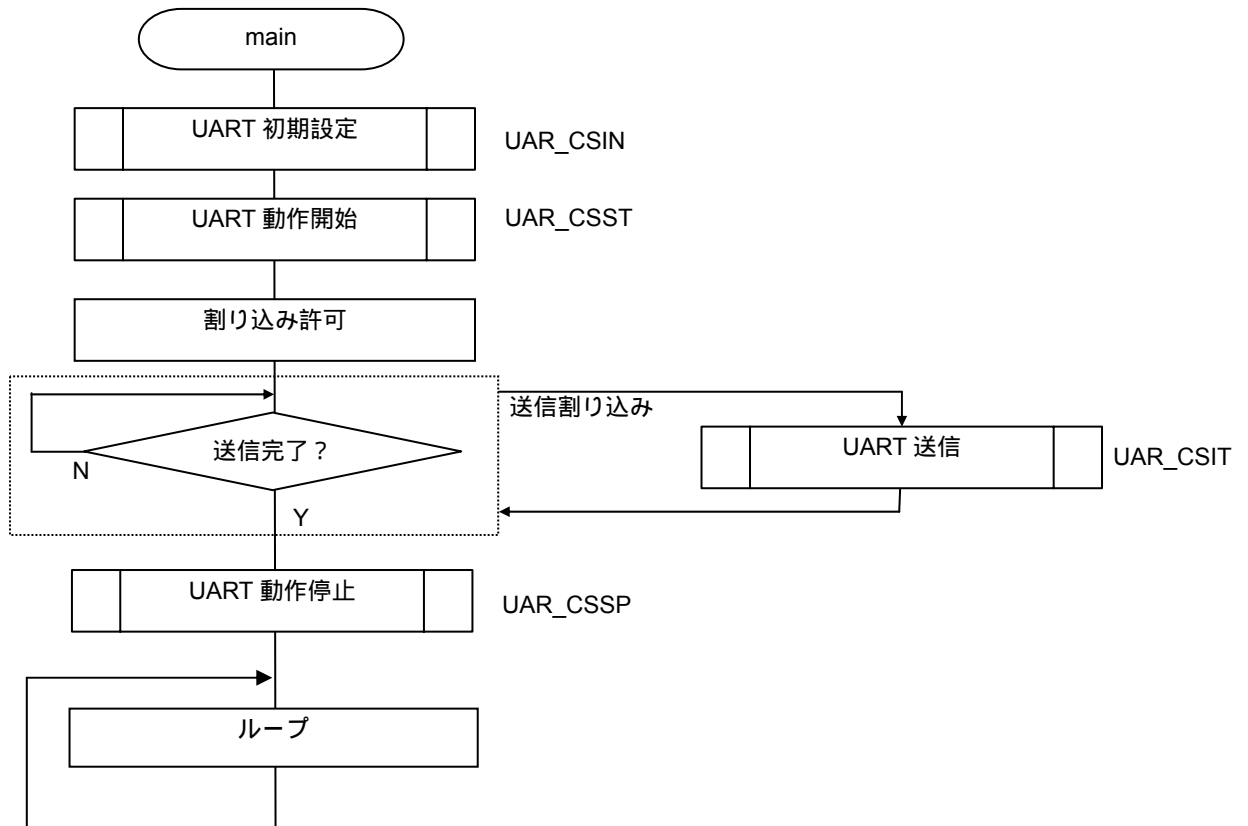 main
UART 初期設定
UAR_CSIN
UART 動作開始
UAR_CSST
割り込み許可
送信割り込み
送信完了?
N
UART 送信
UAR_CSIT
Y
UART 動作停止
UAR_CSSP
ループ